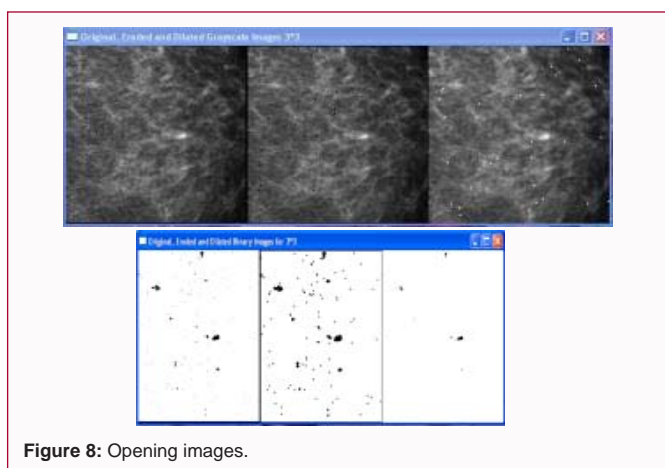 Original, Eroded and Dilated Grayscale Images 3*3
Original, Eroded and Dilated Binary Images for 3*3
Figure 8: Opening images.